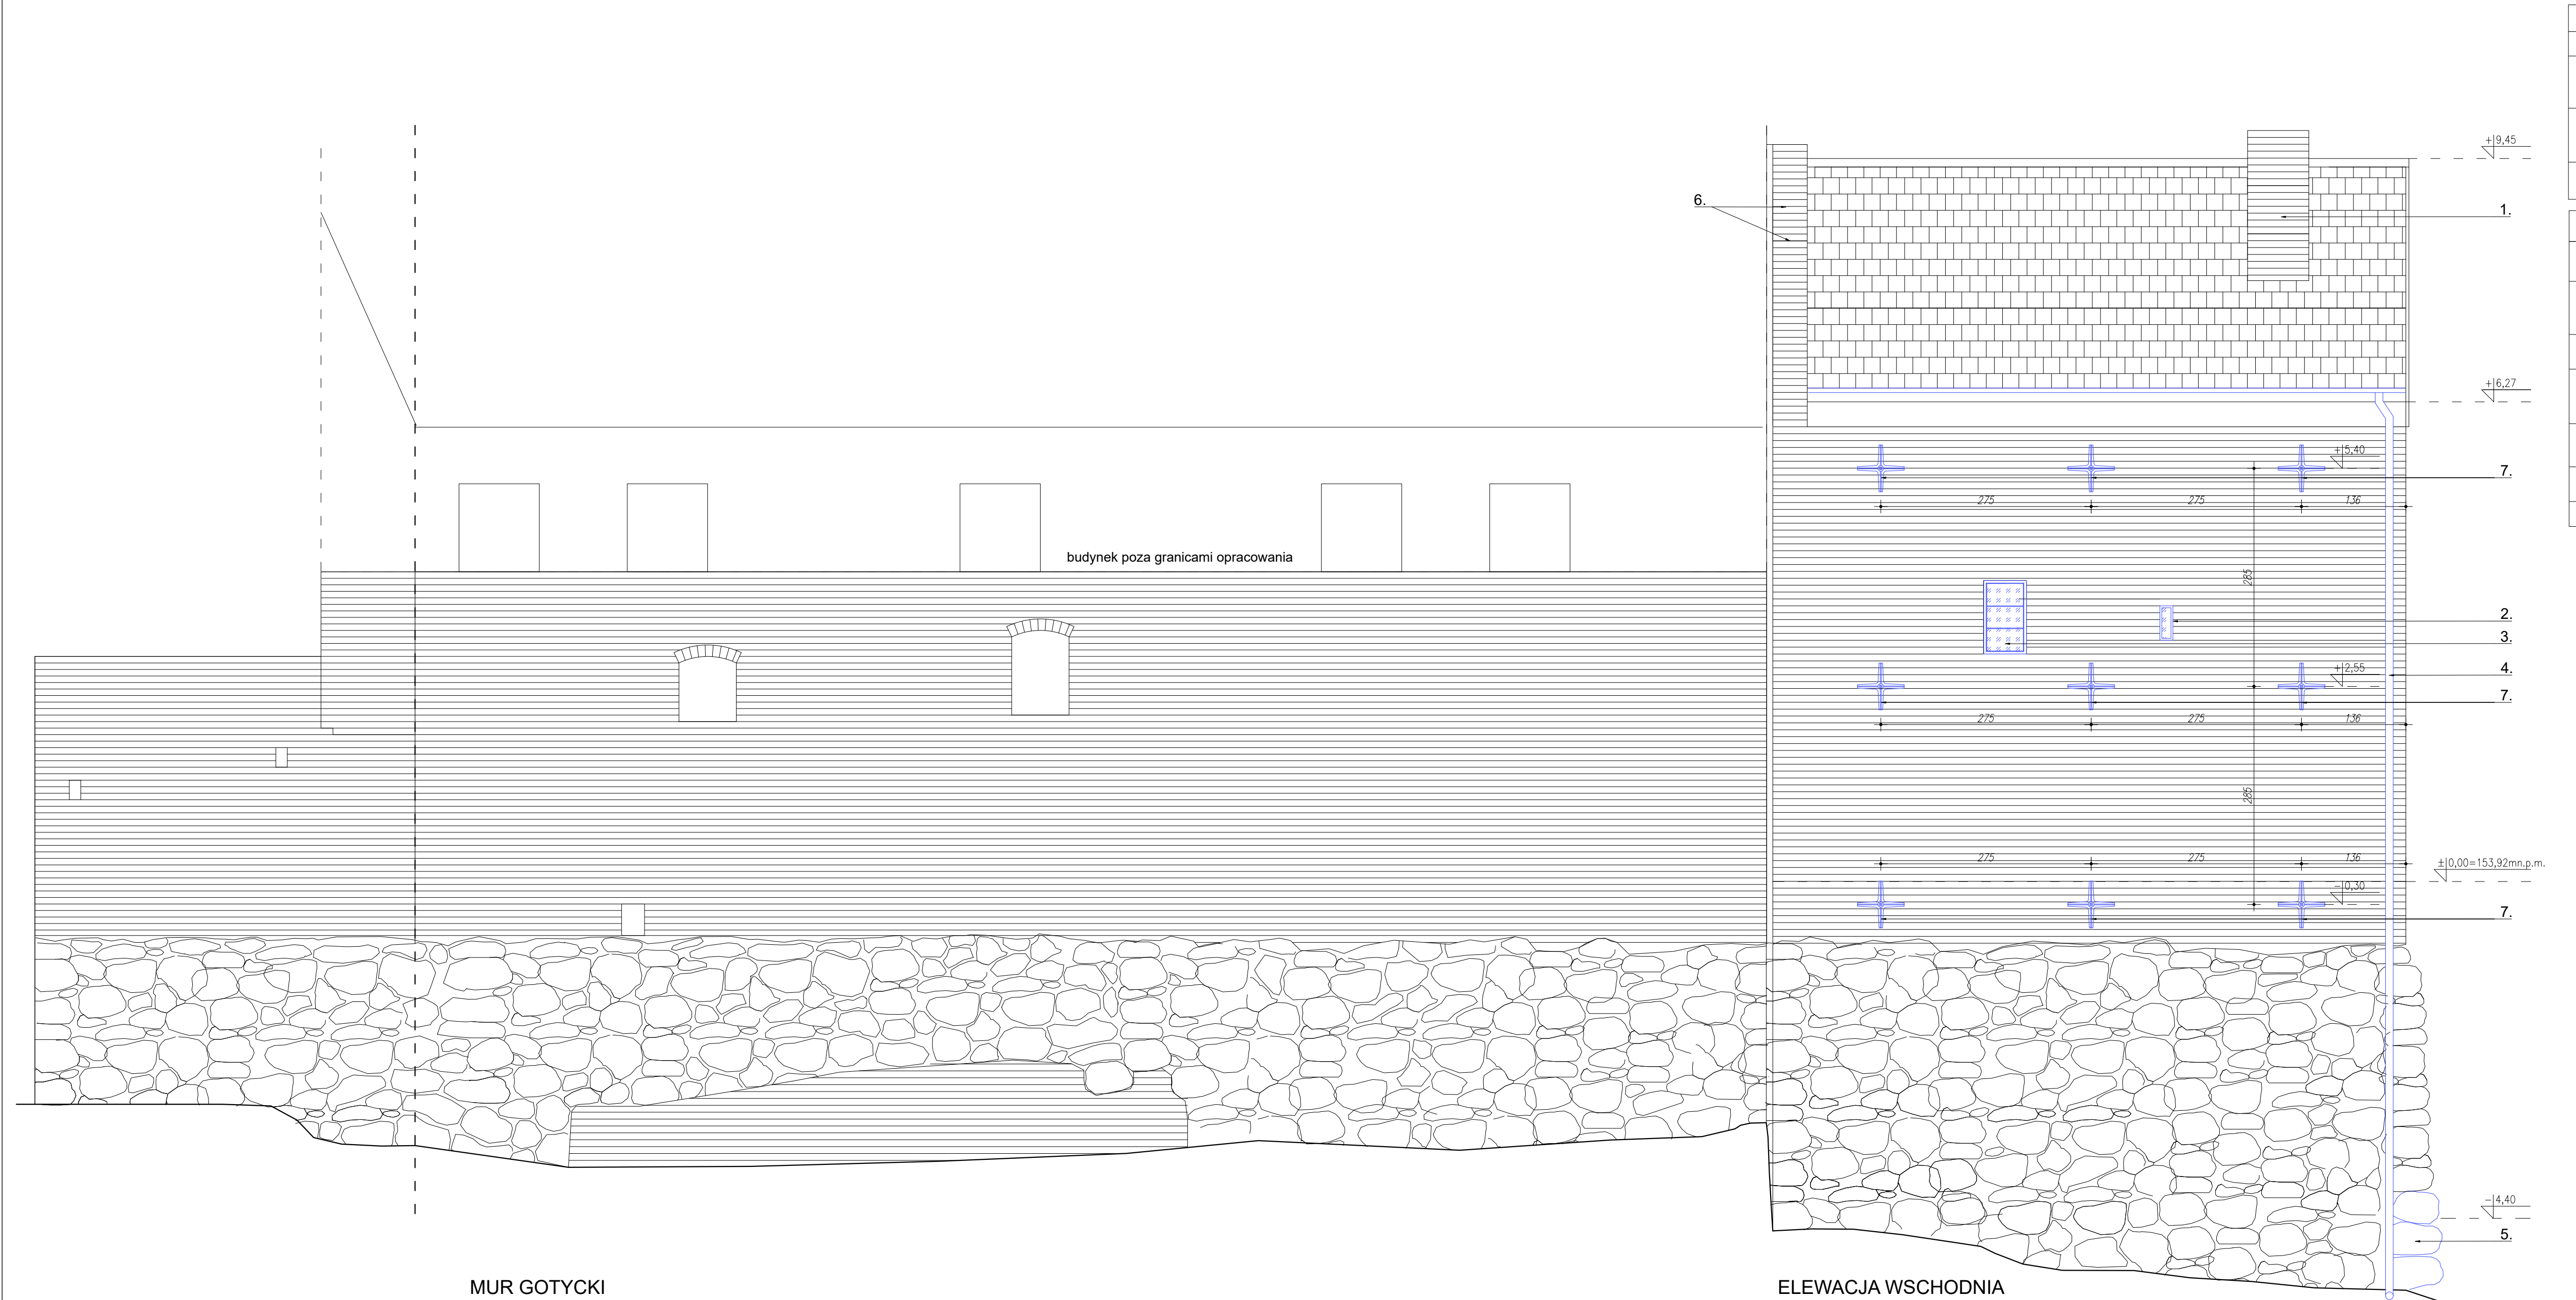 +9,45
6.
1.
+6,27
+5,40
7.
275 275 136
budynek poza granicami opracowania
285
2.
3.
+2,55
4.
7.
275 275 136
285
275 275 136
±0,00=153,92mn.p.m.
-0,30
7.
-4,40
5.
MUR GOTYCKI
ELEWACJA WSCHODNIA